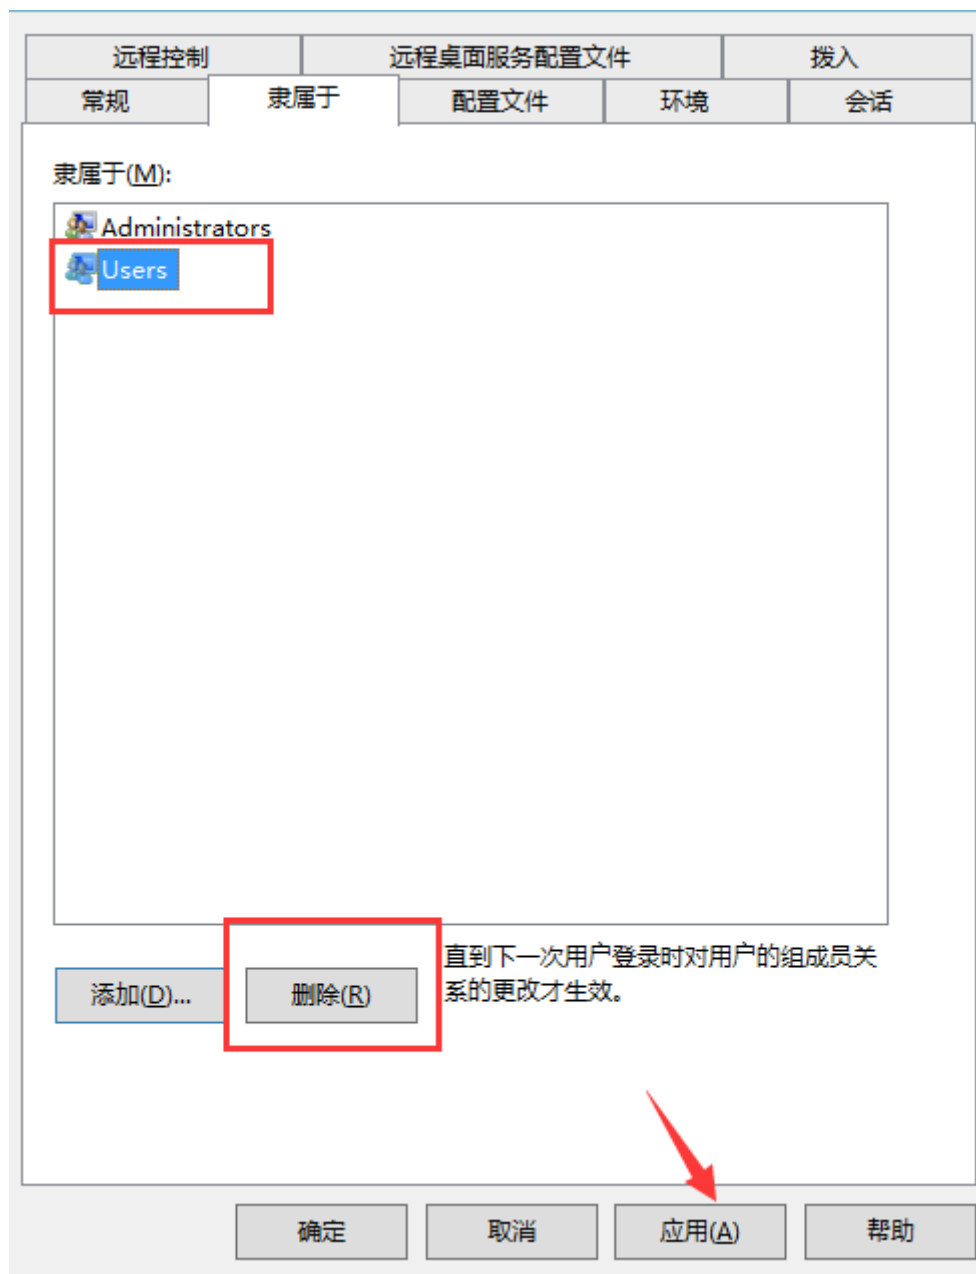 远程控制
远程桌面服务配置文件
拨入
常规
隶属于
配置文件
环境
会话
隶属于(M):
Administrators
Users
添加(D)...
删除(R)
直到下一次用户登录时对用户的组成员关
系的更改才生效。
确定
取消
应用(A)
帮助